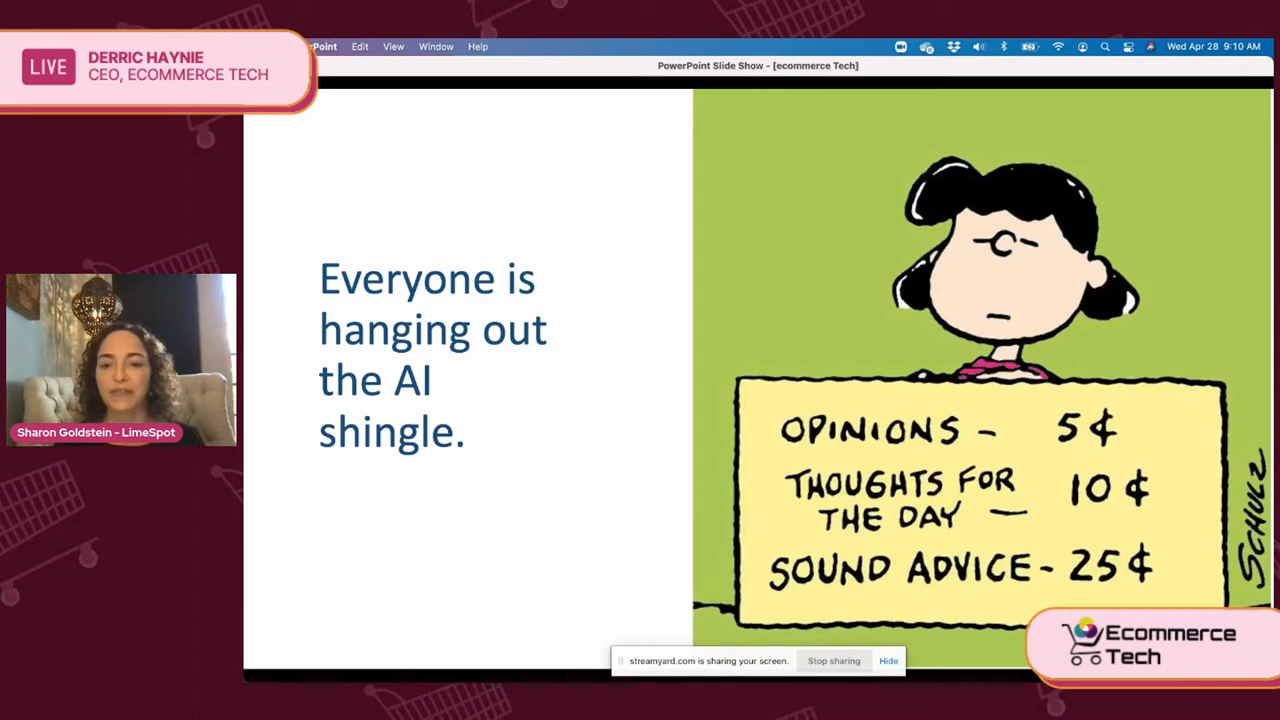 LIVE
DERRIC HAYNIE
CEO, ECOMMERCE TECH
Point Edit View Window Help
Wed Apr 28 9:10 AM
PowerPoint Slide Show - [ecommerce Tech]
Everyone is
hanging out
the AI
shingle.
OPINIONS - 5¢
THOUGHTS FOR
THE DAY — 10¢
SOUND ADVICE - 25¢
SCHULZ
Sharon Goldstein - LimeSpot
streamyard.com is sharing your screen. Stop sharing Hide
Ecommerce
Tech